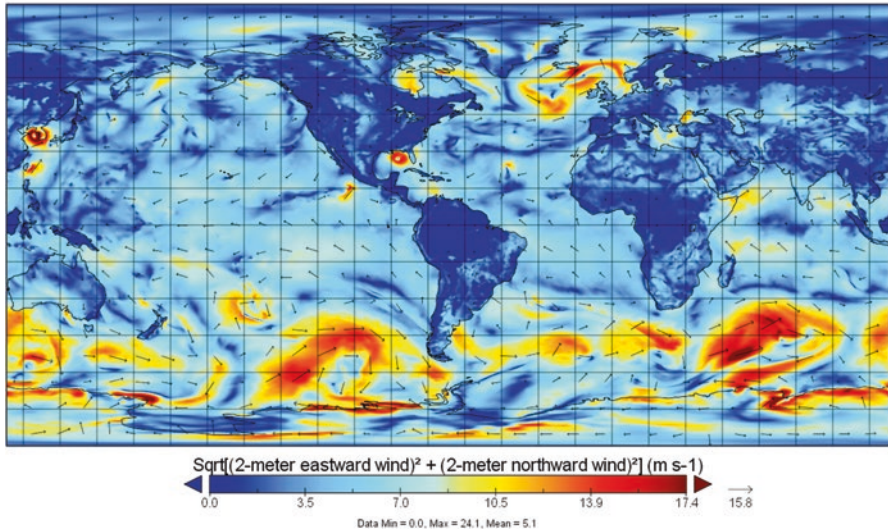 Sqrt[(2-meter eastward wind)² + (2-meter northward wind)²] (m s-1)
0.0 3.5 7.0 10.5 13.9 17.4 15.8
Data Min = 0.0, Max = 24.1, Mean = 5.1